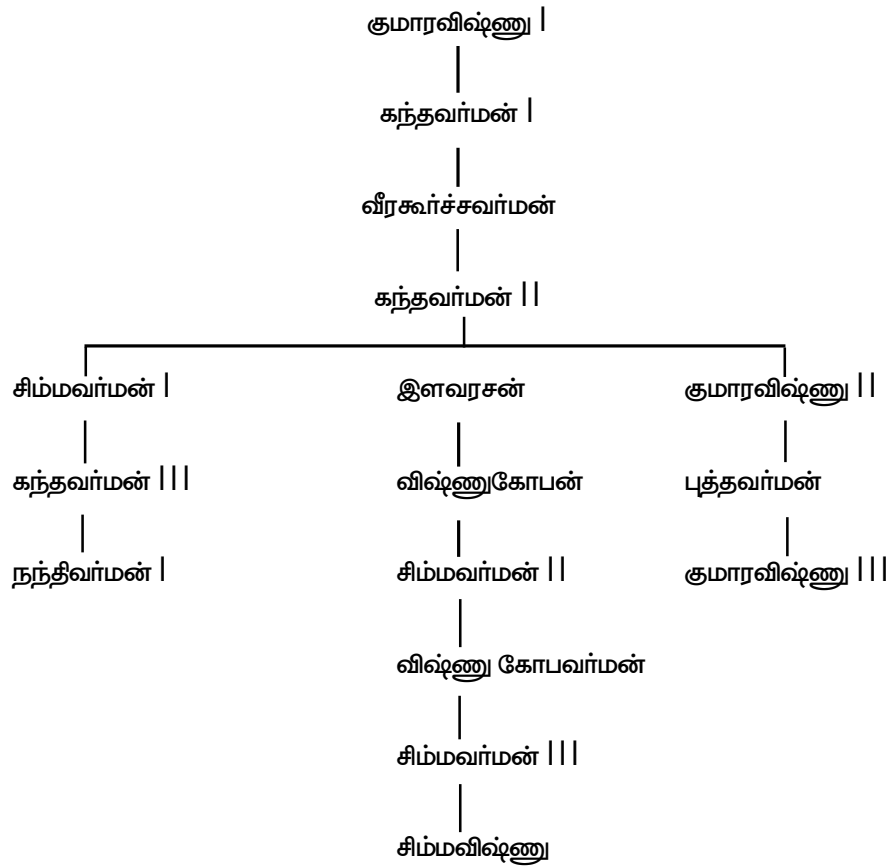 குமாரவிஷ்ணு I
கந்தவர்மன் I
வீரகூர்ச்சவர்மன்
கந்தவர்மன் II
சிம்மவர்மன் I இளவரசன் குமாரவிஷ்ணு II
கந்தவர்மன் III விஷ்ணுகோபன் புத்தவர்மன்
நந்திவர்மன் I சிம்மவர்மன் II குமாரவிஷ்ணு III
விஷ்ணு கோபவர்மன்
சிம்மவர்மன் III
சிம்மவிஷ்ணு